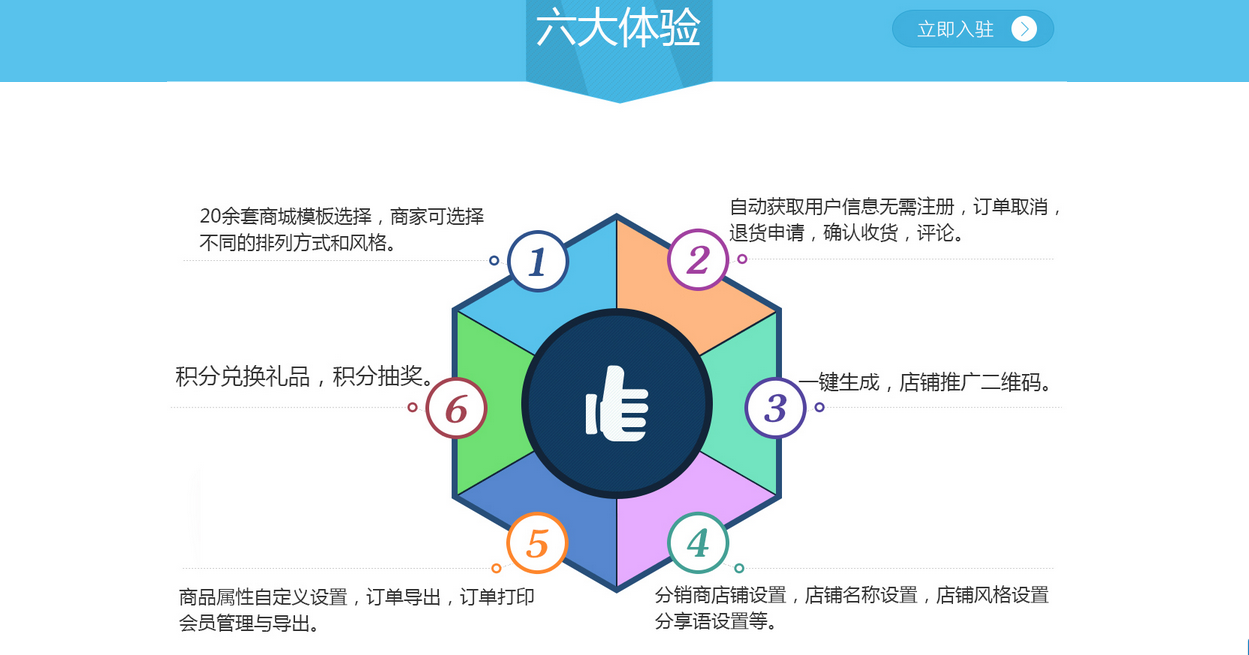 六大体验
立即入驻
20余套商城模板选择，商家可选择
不同的排列方式和风格。
1
自动获取用户信息无需注册，订单取消，
退货申请，确认收货，评论。
2
一键生成，店铺推广二维码。
3
分销商店铺设置，店铺名称设置，店铺风格设置
分享语设置等。
4
商品属性自定义设置，订单导出，订单打印
会员管理与导出。
5
积分兑换礼品，积分抽奖。
6